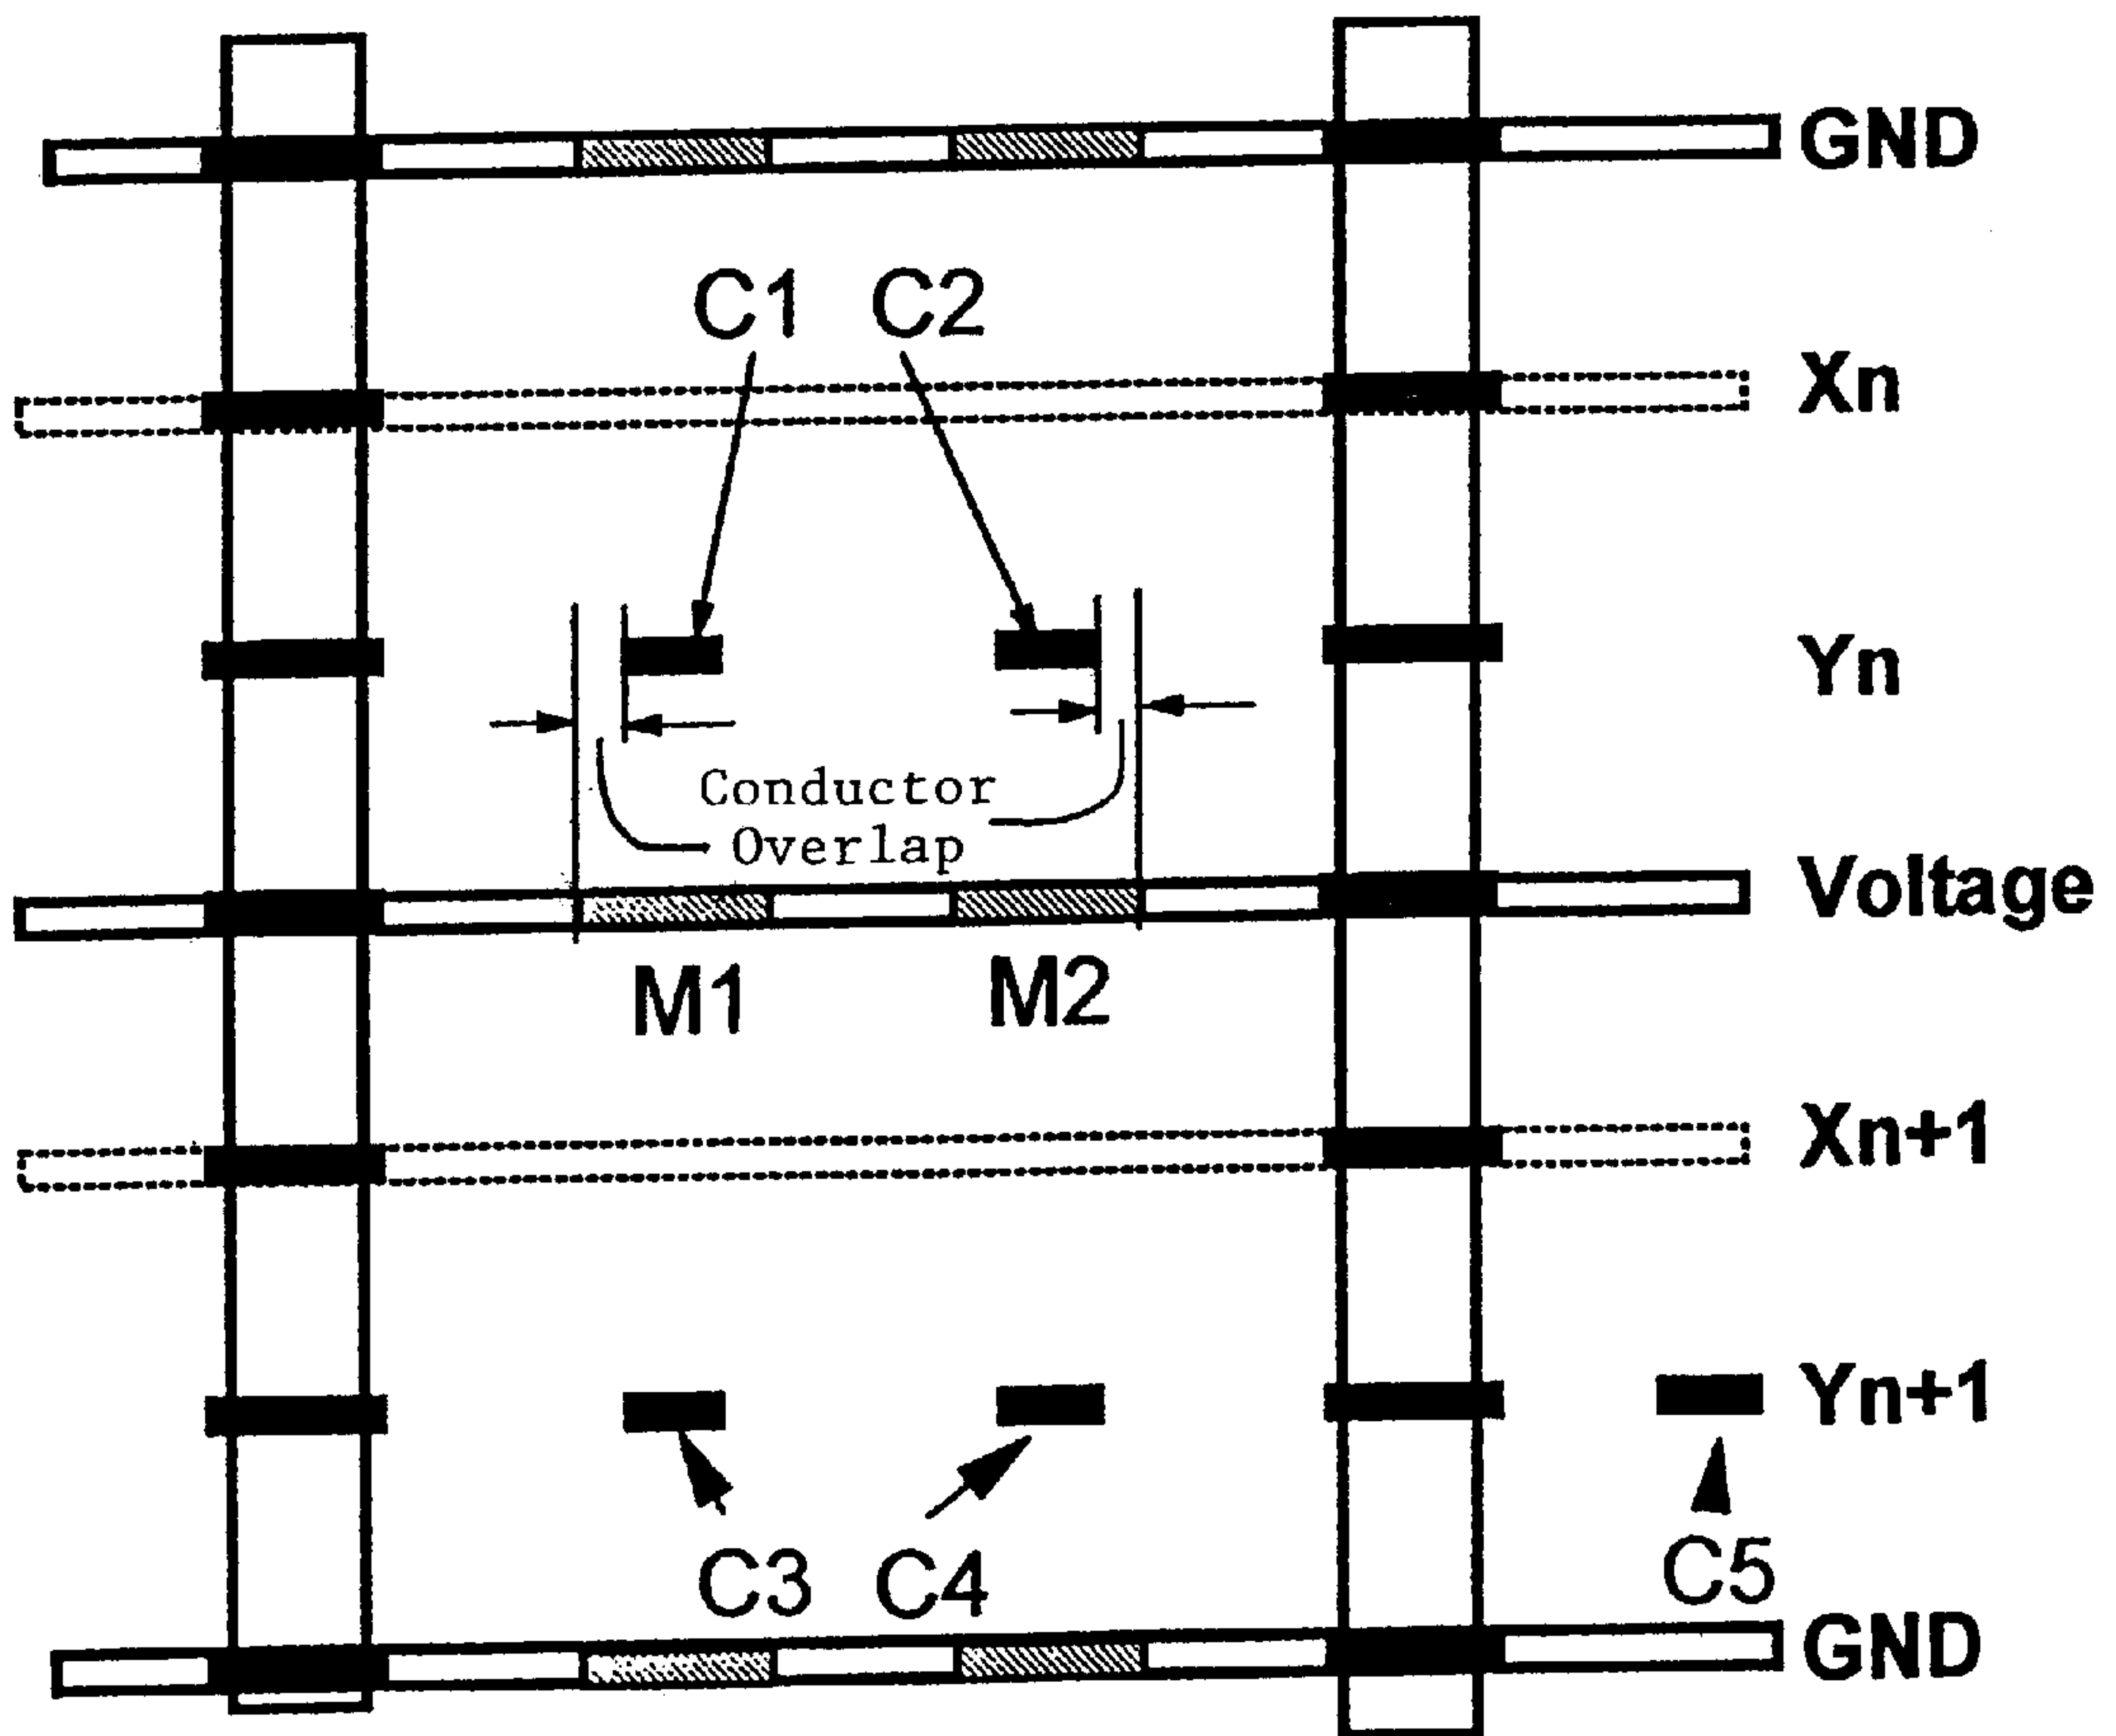 GND
C1 C2
Xn
Yn
Conductor
Overlap
Voltage
M1 M2
Xn+1
Yn+1
C3 C4 C5
GND